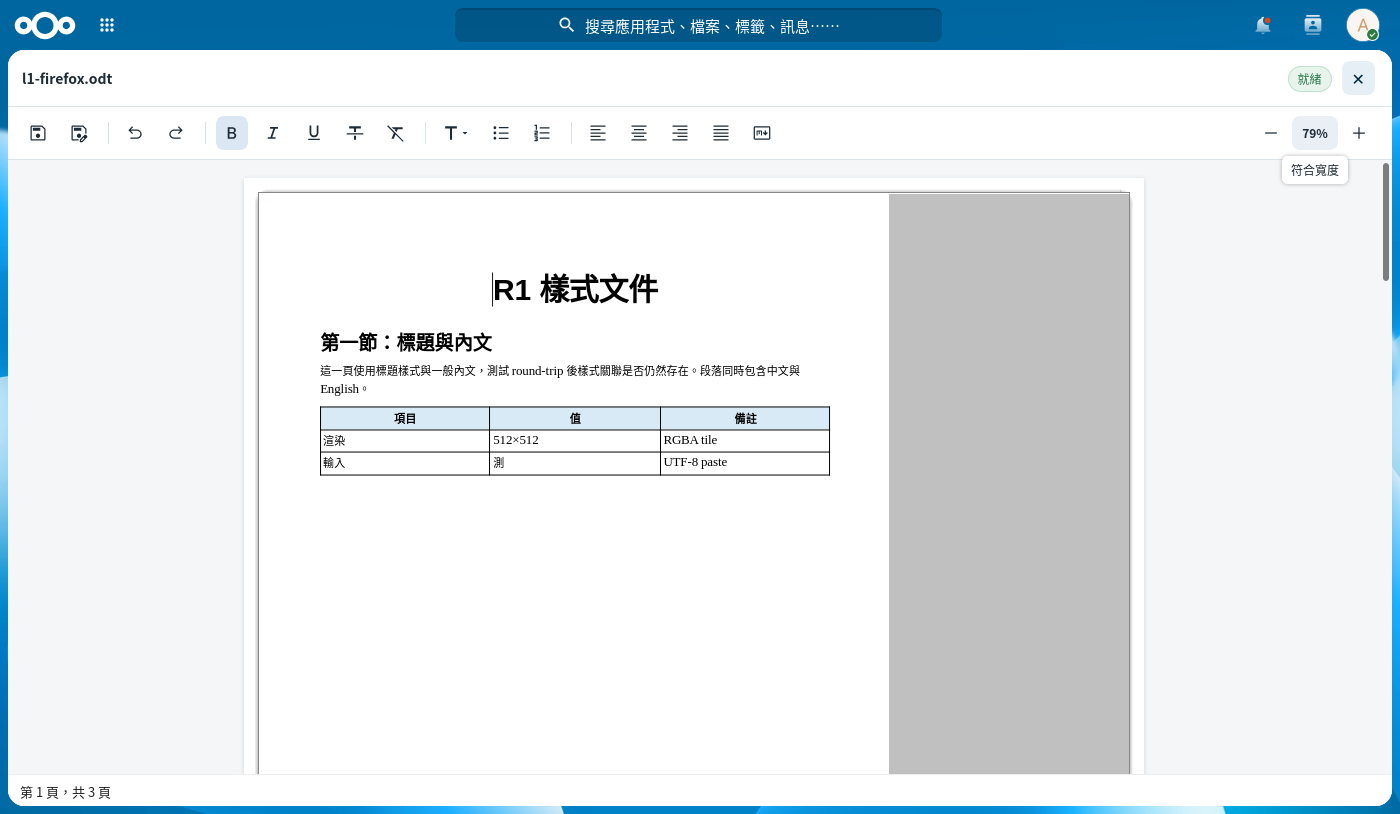 搜尋應用程式、檔案、標籤、訊息……
A
l1-firefox.odt
就緒
B
I
U
T
79%
符合寬度
R1 樣式文件
第一節：標題與內文
這一頁使用標題樣式與一般內文，測試 round-trip 後樣式關聯是否仍然存在。段落同時包含中文與
English。
項目 值 備註
渲染 512×512 RGBA tile
輸入 測 UTF-8 paste
第 1 頁，共 3 頁